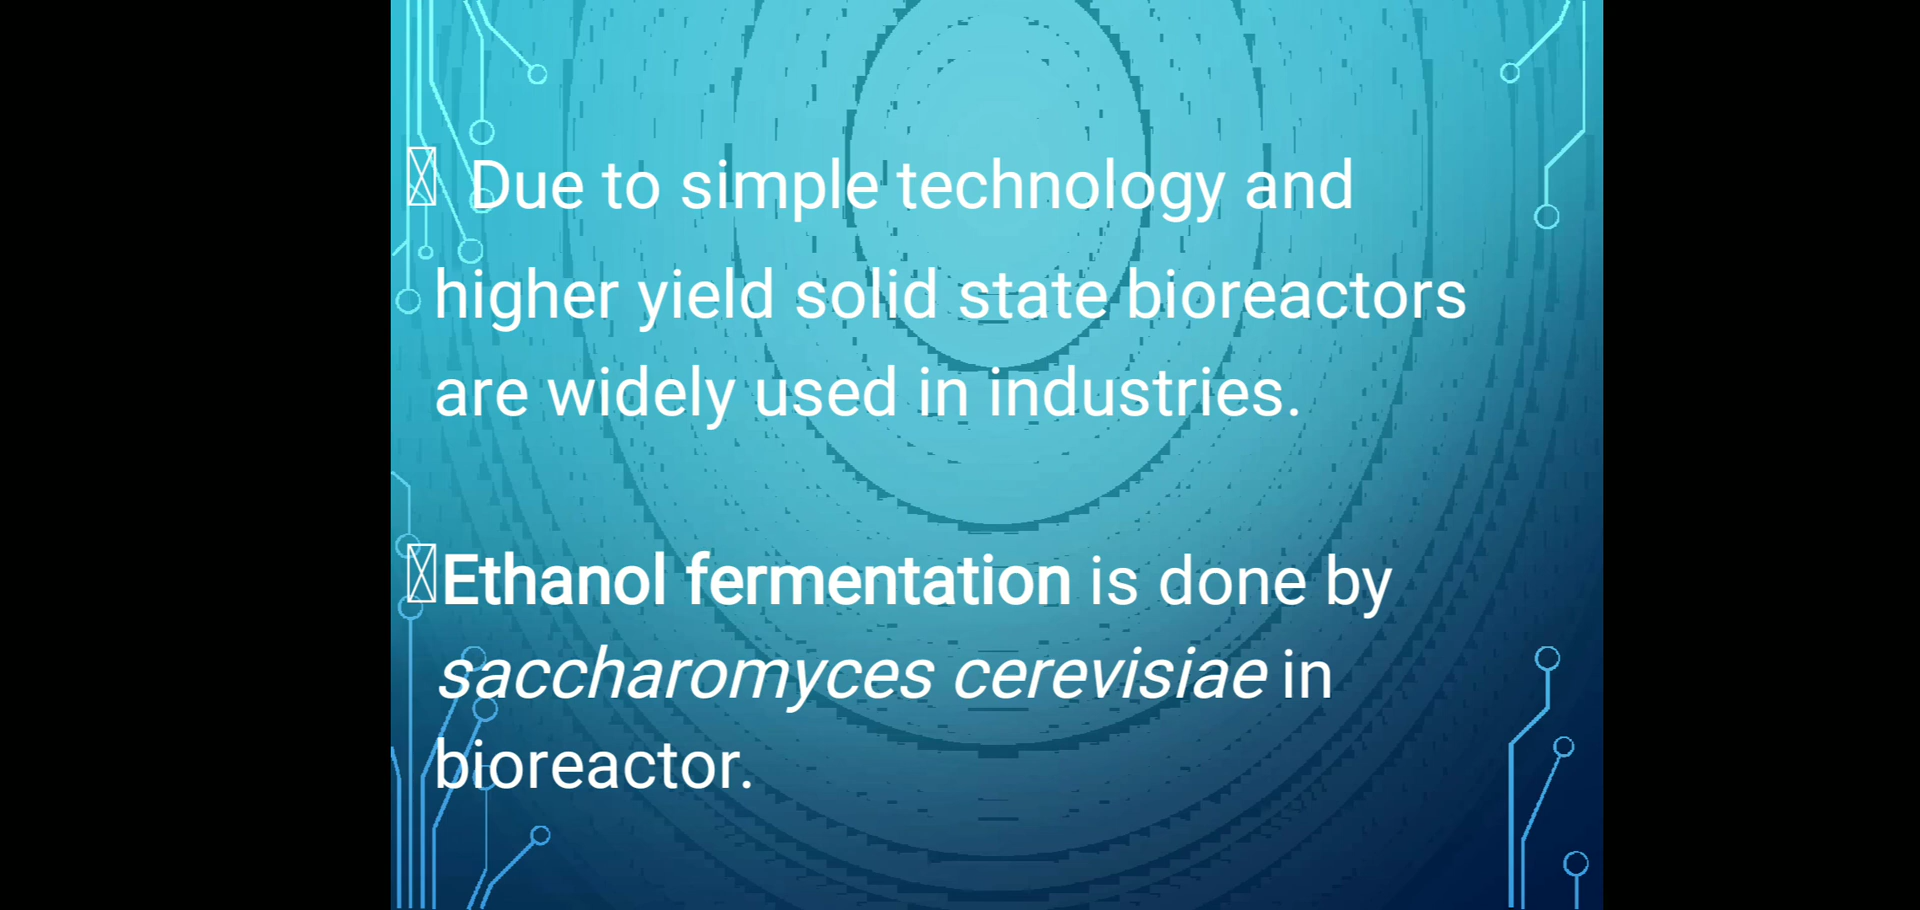 Due to simple technology and
higher yield solid state bioreactors
are widely used in industries.
Ethanol fermentation is done by
saccharomyces cerevisiae in
bioreactor.